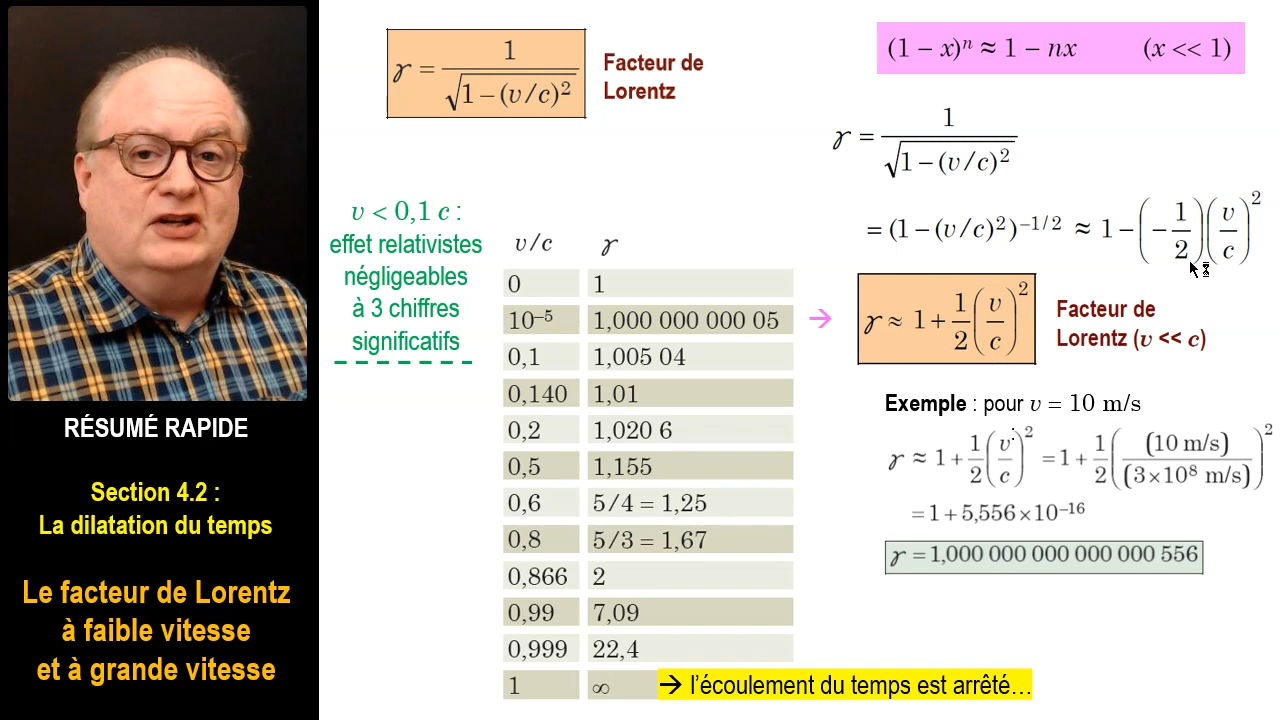 γ = 1 / √(1 − (v/c)²)
Facteur de
Lorentz
(1 − x)ⁿ ≈ 1 − nx (x << 1)
γ = 1 / √(1 − (v/c)²)
= (1 − (v/c)²)^(−1/2) ≈ 1 − (−1/2)(v/c)²
→ γ ≈ 1 + 1/2 (v/c)²
Facteur de
Lorentz (v << c)
Exemple : pour v = 10 m/s
γ ≈ 1 + 1/2 (v/c)² = 1 + 1/2 ((10 m/s)/(3×10⁸ m/s))²
= 1 + 5,556×10⁻¹⁶
γ = 1,000 000 000 000 000 556
v < 0,1 c :
effet relativistes
négligeables
à 3 chiffres
significatifs
v/c γ
0 1
10⁻⁵ 1,000 000 000 05
0,1 1,005 04
0,140 1,01
0,2 1,020 6
0,5 1,155
0,6 5/4 = 1,25
0,8 5/3 = 1,67
0,866 2
0,99 7,09
0,999 22,4
1 ∞ → l’écoulement du temps est arrêté…
RÉSUMÉ RAPIDE
Section 4.2 :
La dilatation du temps
Le facteur de Lorentz
à faible vitesse
et à grande vitesse